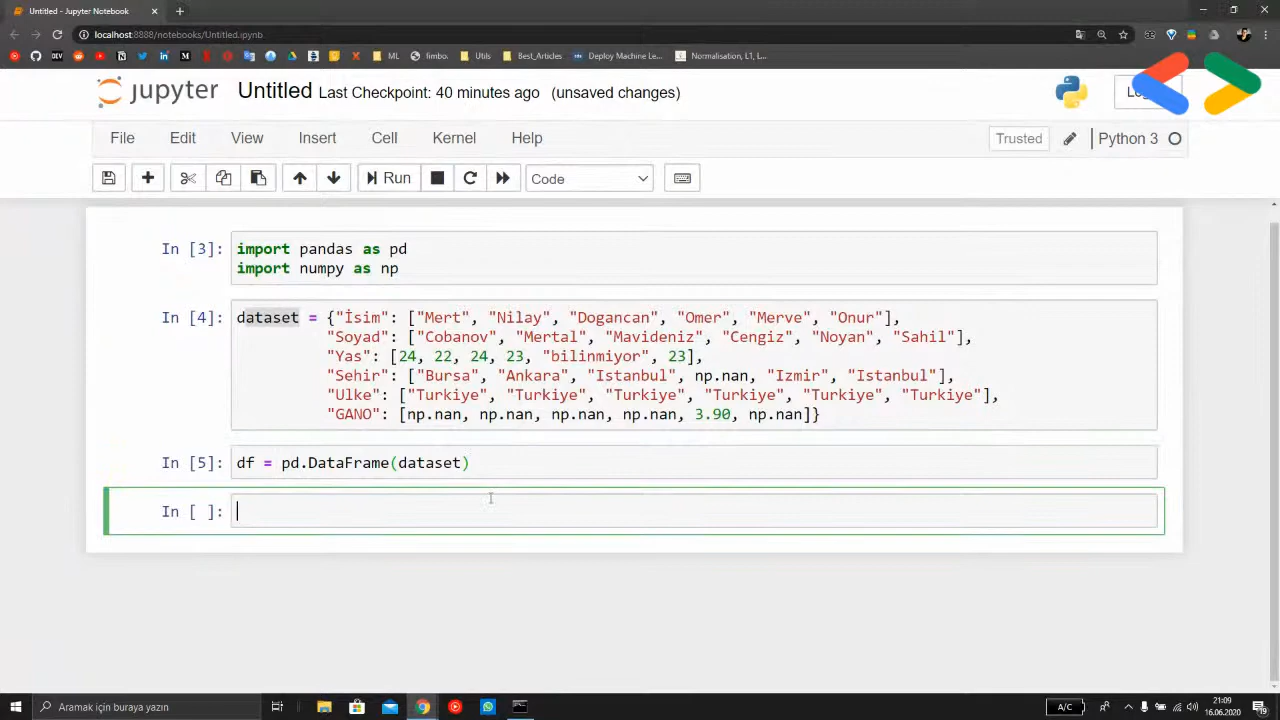 Untitled - Jupyter Notebook
localhost:8888/notebooks/Untitled.ipynb
ML
fimbo.
Utils
Best_Articles
Deploy Machine Le...
Normalisation, L1, L...
jupyter Untitled Last Checkpoint: 40 minutes ago (unsaved changes)
File Edit View Insert Cell Kernel Help
Trusted
Python 3
Run
Code
In [3]: import pandas as pd
import numpy as np
In [4]: dataset = {"İsim": ["Mert", "Nilay", "Dogancan", "Omer", "Merve", "Onur"],
"Soyad": ["Cobanov", "Mertal", "Mavideniz", "Cengiz", "Noyan", "Sahil"],
"Yas": [24, 22, 24, 23, "bilinmiyor", 23],
"Sehir": ["Bursa", "Ankara", "Istanbul", np.nan, "Izmir", "Istanbul"],
"Ulke": ["Turkiye", "Turkiye", "Turkiye", "Turkiye", "Turkiye", "Turkiye"],
"GANO": [np.nan, np.nan, np.nan, np.nan, 3.90, np.nan]}
In [5]: df = pd.DataFrame(dataset)
In [ ]:
Aramak için buraya yazın
A/C
21:09
16.06.2020